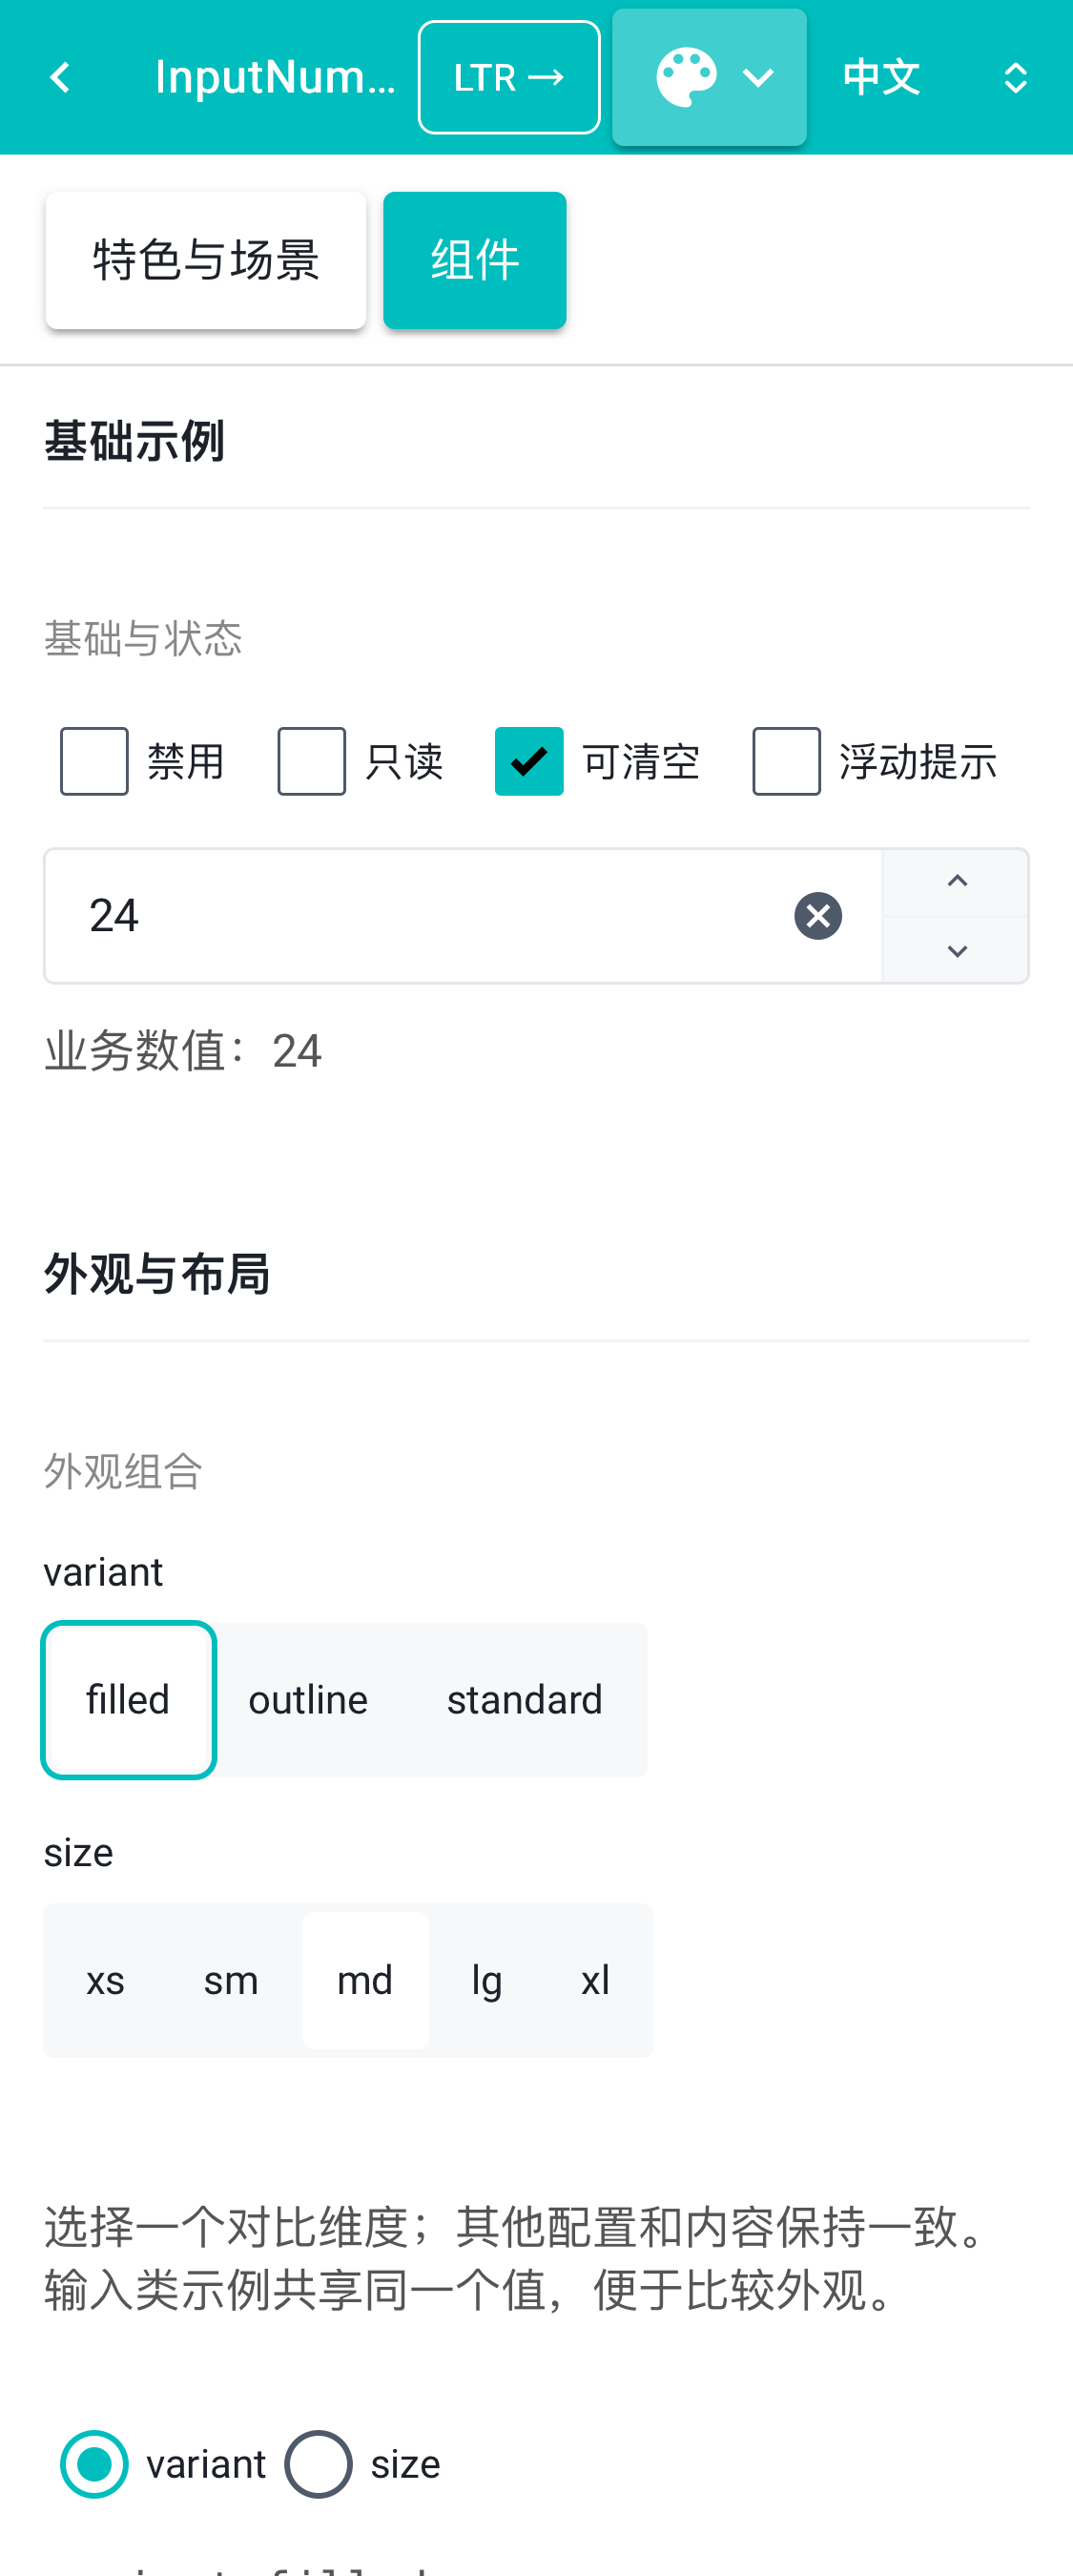 InputNum...
LTR →
中文
特色与场景
组件
基础示例
基础与状态
禁用
只读
可清空
浮动提示
24
业务数值：24
外观与布局
外观组合
variant
filled
outline
standard
size
xs
sm
md
lg
xl
选择一个对比维度；其他配置和内容保持一致。
输入类示例共享同一个值，便于比较外观。
variant
size